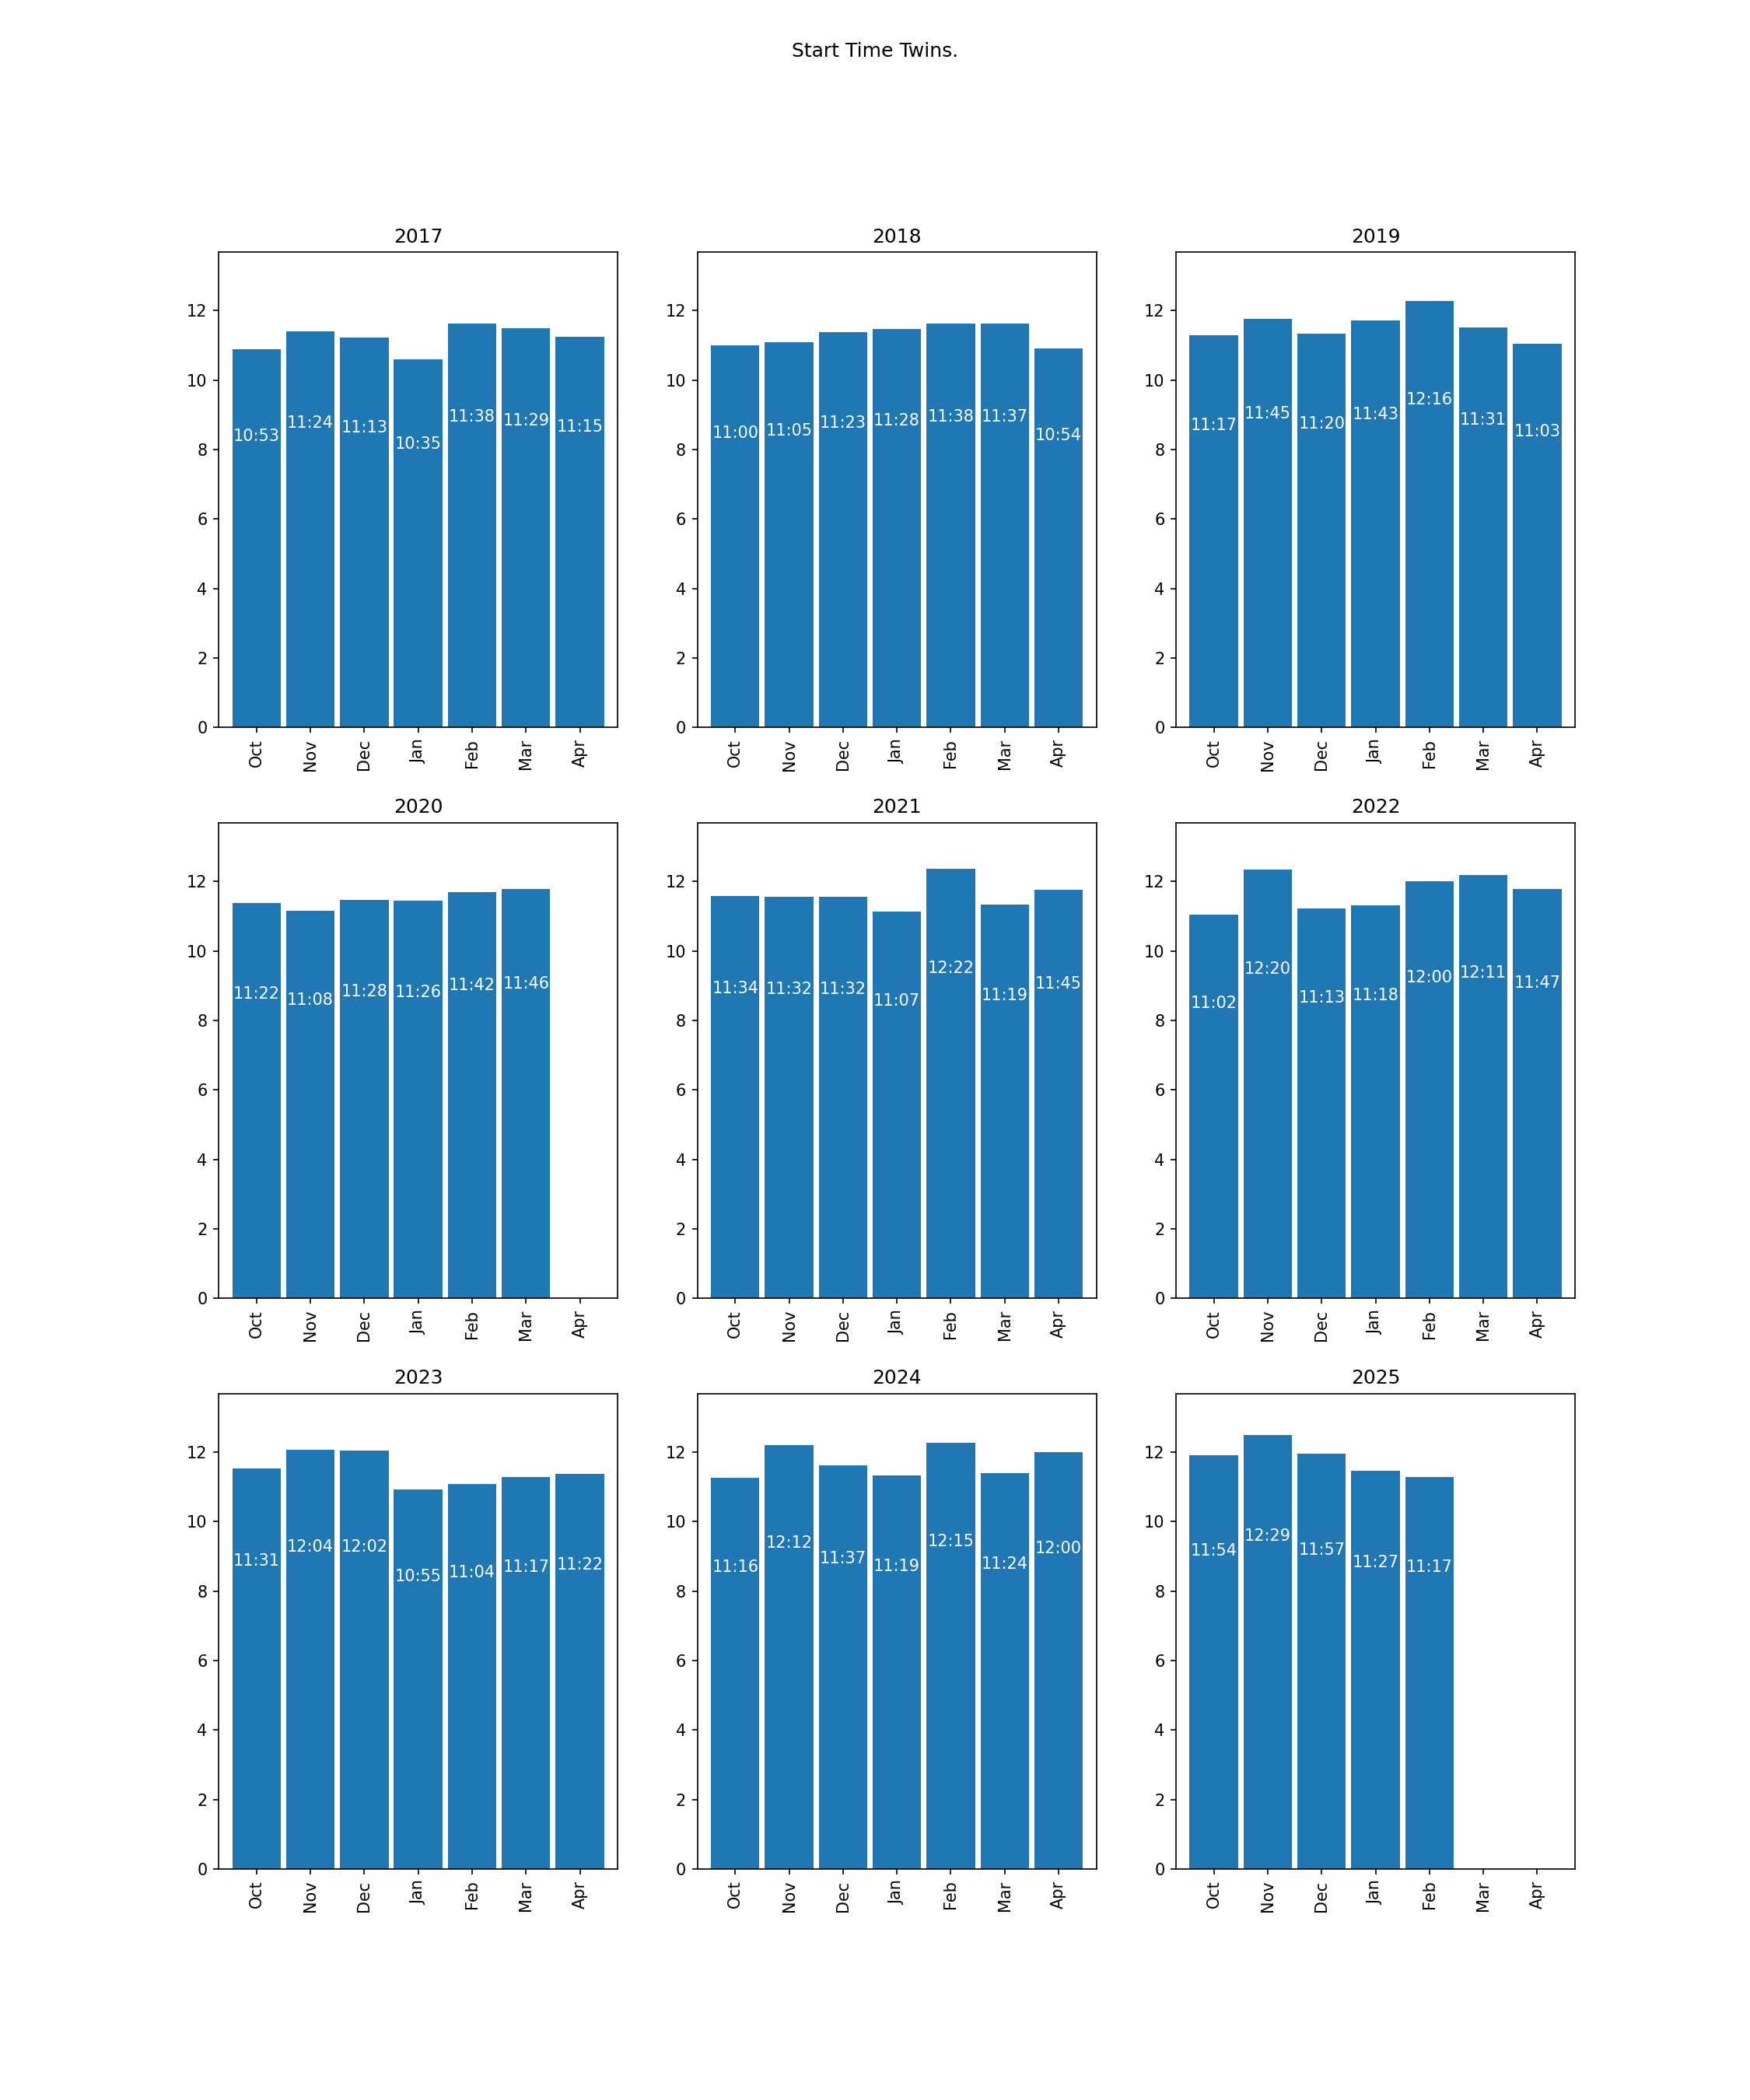 Start Time Twins.
2017 2018 2019
12 12 12
10 10 10
10:53 11:24 11:13 10:35 11:38 11:29 11:15 11:00 11:05 11:23 11:28 11:38 11:37 10:54 11:17 11:45 11:20 11:43 12:16 11:31 11:03
8 8 8
6 6 6
4 4 4
2 2 2
0 0 0
Oct Nov Dec Jan Feb Mar Apr Oct Nov Dec Jan Feb Mar Apr Oct Nov Dec Jan Feb Mar Apr
2020 2021 2022
12 12 12
10 10 10
11:22 11:08 11:28 11:26 11:42 11:46 11:34 11:32 11:32 11:07 12:22 11:19 11:45 11:02 12:20 11:13 11:18 12:00 12:11 11:47
8 8 8
6 6 6
4 4 4
2 2 2
0 0 0
Oct Nov Dec Jan Feb Mar Apr Oct Nov Dec Jan Feb Mar Apr Oct Nov Dec Jan Feb Mar Apr
2023 2024 2025
12 12 12
10 10 10
11:31 12:04 12:02 10:55 11:04 11:17 11:22 11:16 12:12 11:37 11:19 12:15 11:24 12:00 11:54 12:29 11:57 11:27 11:17
8 8 8
6 6 6
4 4 4
2 2 2
0 0 0
Oct Nov Dec Jan Feb Mar Apr Oct Nov Dec Jan Feb Mar Apr Oct Nov Dec Jan Feb Mar Apr